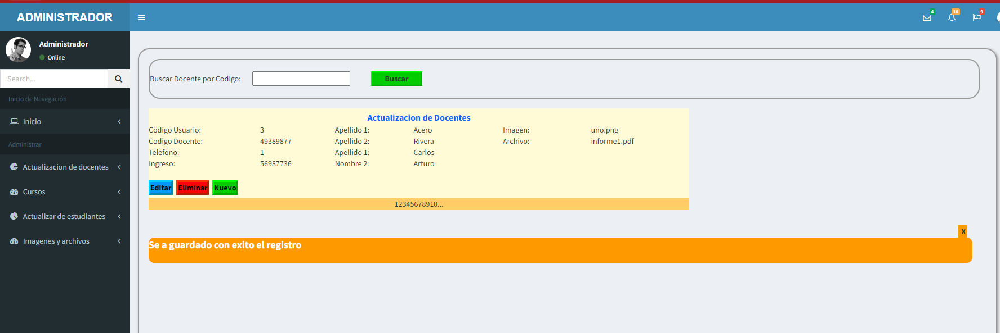 ADMINISTRADOR
4
10
9
Administrador
Online
Search...
Inicio de Navegación
Inicio
Administrar
Actualizacion de docentes
Cursos
Actualizar de estudiantes
Imagenes y archivos
Buscar Docente por Codigo: Buscar
Actualizacion de Docentes
Codigo Usuario: 3 Apellido 1: Acero Imagen: uno.png
Codigo Docente: 49389877 Apellido 2: Rivera Archivo: informe1.pdf
Telefono: 1 Apellido 1: Carlos
Ingreso: 56987736 Nombre 2: Arturo
Editar Eliminar Nuevo
12345678910...
X
Se a guardado con exito el registro